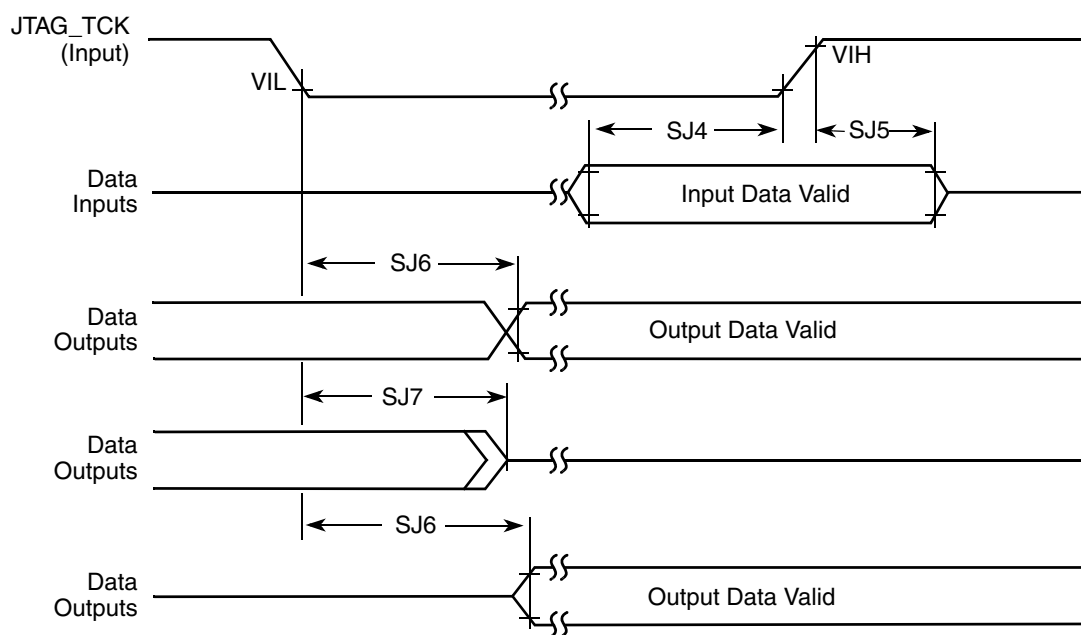 JTAG_TCK
(Input)
VIL
VIH
SJ4
SJ5
Data
Inputs
Input Data Valid
SJ6
Data
Outputs
Output Data Valid
SJ7
Data
Outputs
SJ6
Data
Outputs
Output Data Valid